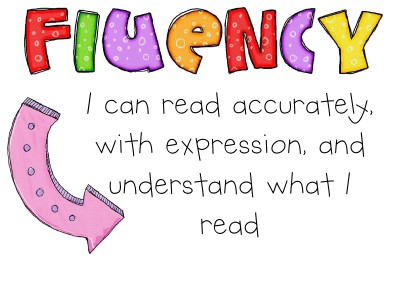 FLUENCY
I can read accurately,
with expression, and
understand what I
read